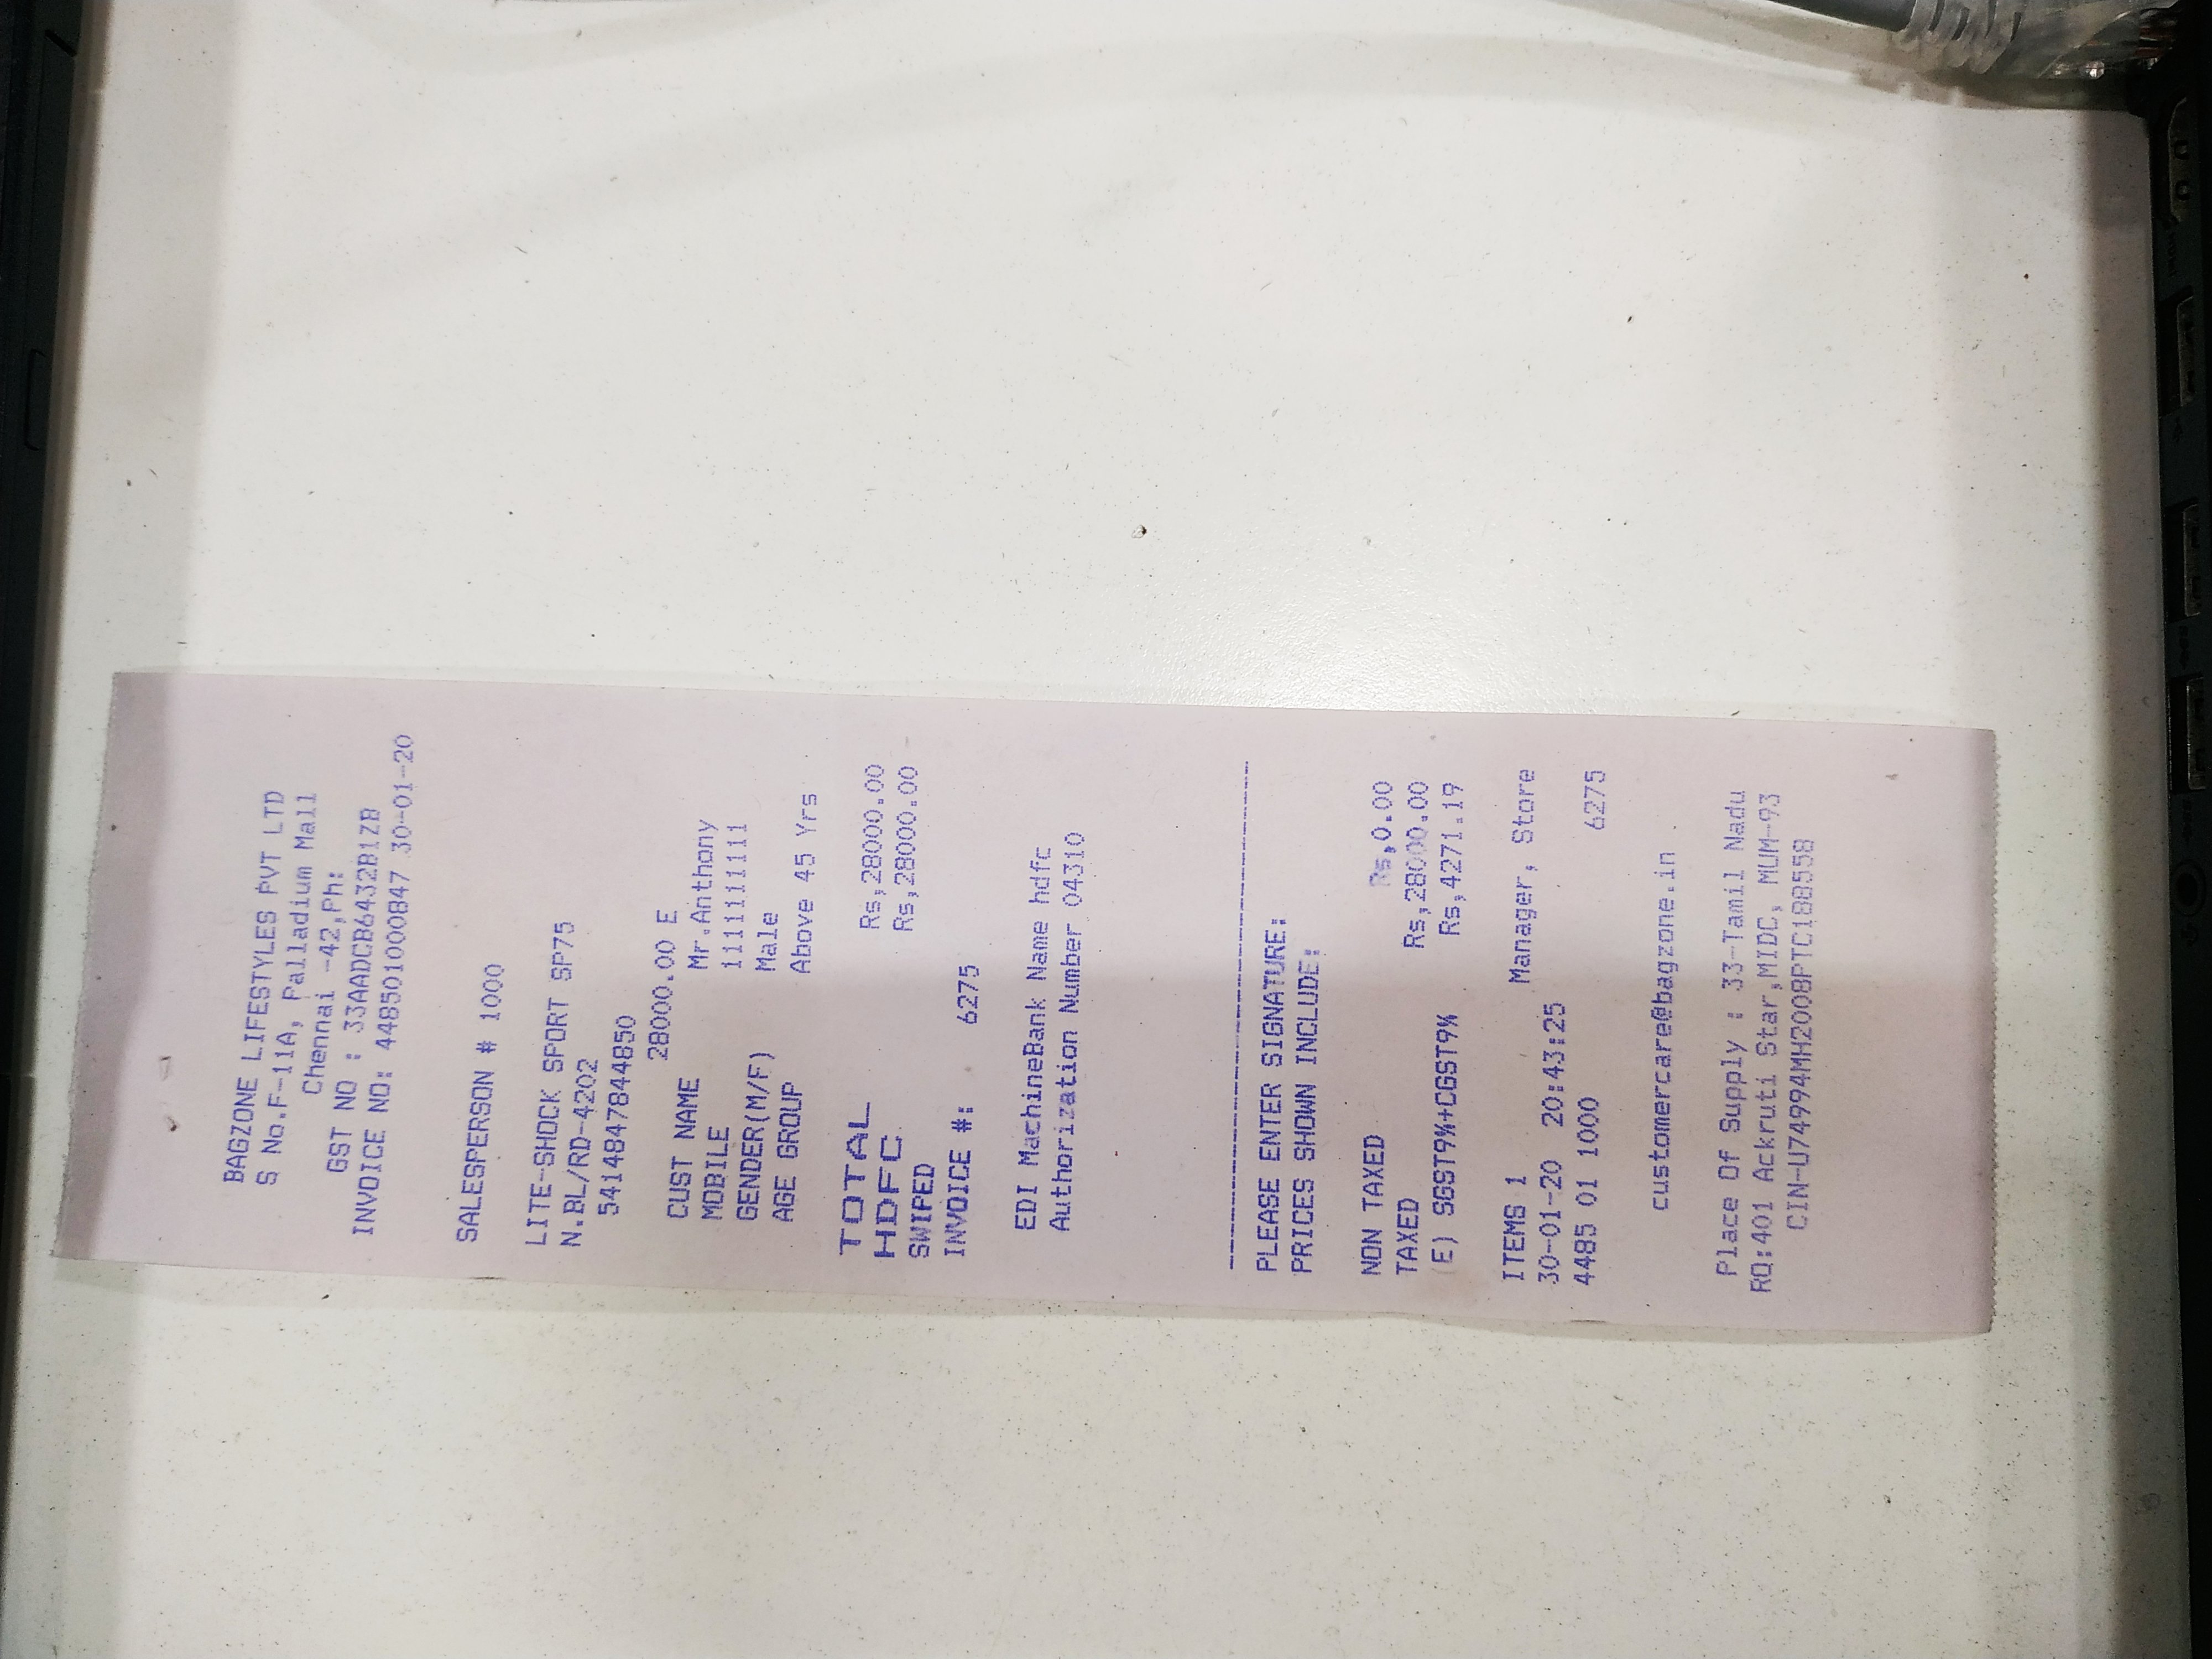 BAGZONE LIFESTYLES PVT LTD
S No.F-11A, Palladium Mall
Chennai -42,Ph:
GST NO : 33AADCB6432B1ZB
INVOICE NO: 448501000847 30-01-20
SALESPERSON # 1000
LITE-SHOCK SPORT SP75
N.BL/RD-4202
5414847844850
28000.00 E
CUST NAME Mr.Anthony
MOBILE 1111111111
GENDER(M/F) Male
AGE GROUP Above 45 Yrs
TOTAL Rs,28000.00
HDFC Rs,28000.00
SWIPED
INVOICE #: 6275
EDI MachineBank Name hdfc
Authorization Number 04310
PLEASE ENTER SIGNATURE:
PRICES SHOWN INCLUDE:
NON TAXED Rs,0.00
TAXED Rs,28000.00
(E) SGST9%+CGST9% Rs,4271.19
ITEMS 1 Manager, Store
30-01-20 20:43:25
4485 01 1000 6275
customercare@bagzone.in
Place Of Supply : 33-Tamil Nadu
RO:401 Ackruti Star,MIDC, MUM-93
CIN-U74994MH2008PTC188558